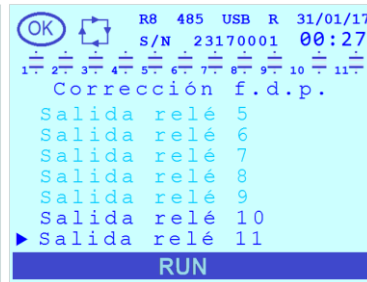 OK R8 485 USB R 31/01/17
S/N 23170001 00:27
1 2 3 4 5 6 7 8 9 10 11
Corrección f.d.p.
Salida relé 5
Salida relé 6
Salida relé 7
Salida relé 8
Salida relé 9
Salida relé 10
Salida relé 11
RUN